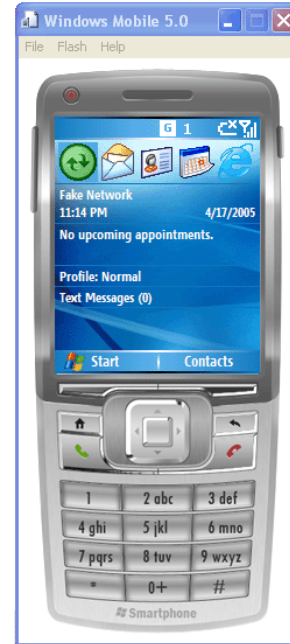 Windows Mobile 5.0
File Flash Help
G 1
Fake Network
11:14 PM 4/17/2005
No upcoming appointments.
Profile: Normal
Text Messages (0)
Start Contacts
1 2 abc 3 def
4 ghi 5 jkl 6 mno
7 pqrs 8 tuv 9 wxyz
* 0+ #
Smartphone